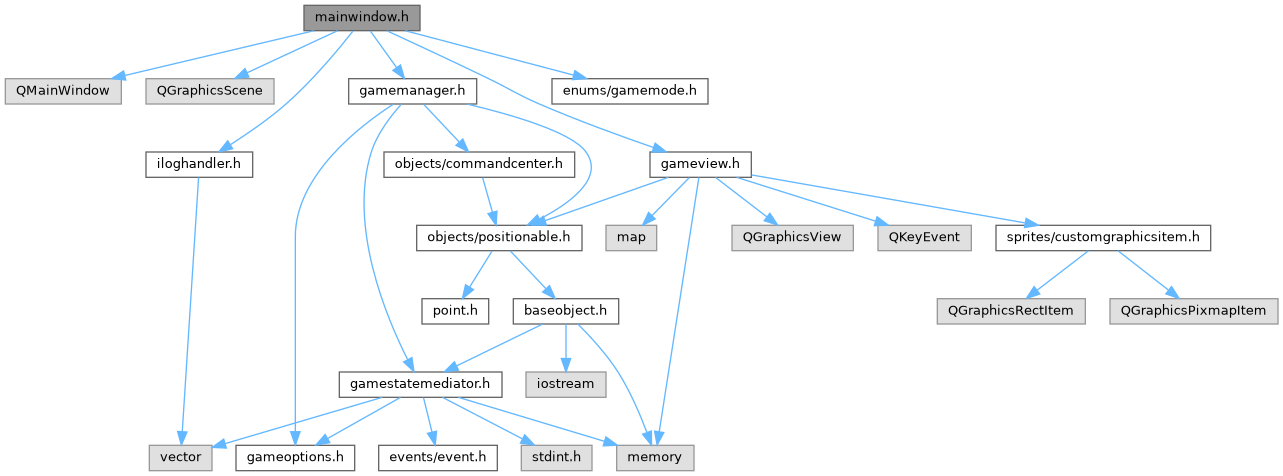 mainwindow.h
QMainWindow
QGraphicsScene
gamemanager.h
enums/gamemode.h
iloghandler.h
objects/commandcenter.h
gameview.h
objects/positionable.h
map
QGraphicsView
QKeyEvent
sprites/customgraphicsitem.h
point.h
baseobject.h
QGraphicsRectItem
QGraphicsPixmapItem
gamestatemediator.h
iostream
vector
gameoptions.h
events/event.h
stdint.h
memory